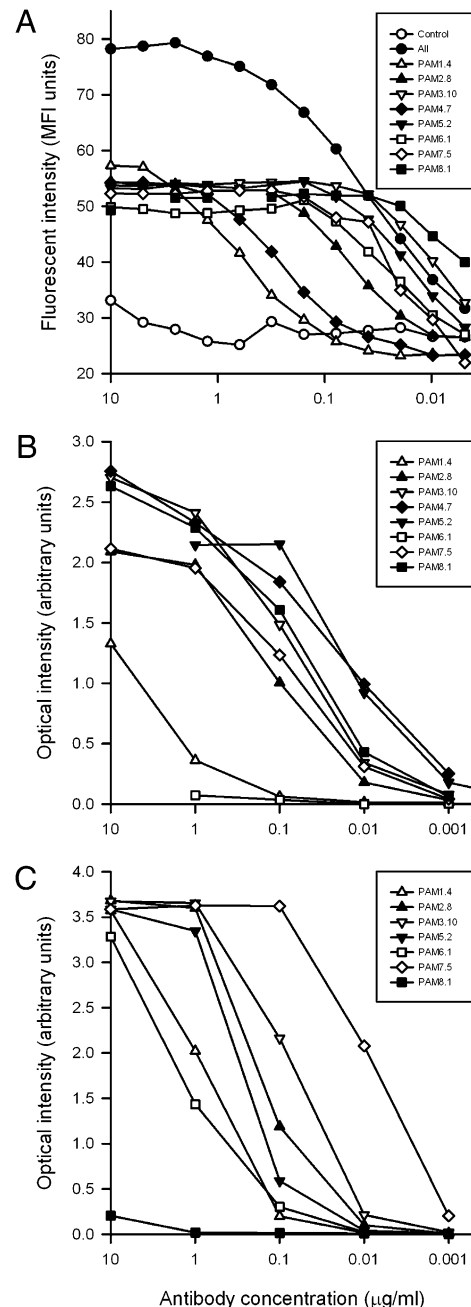 A
Fluorescent intensity (MFI units)
80
70
60
50
40
30
20
10
1
0.1
0.01
Control
All
PAM1.4
PAM2.8
PAM3.10
PAM4.7
PAM5.2
PAM6.1
PAM7.5
PAM8.1
B
Optical intensity (arbitrary units)
3.0
2.5
2.0
1.5
1.0
0.5
0.0
10
1
0.1
0.01
0.001
PAM1.4
PAM2.8
PAM3.10
PAM4.7
PAM5.2
PAM6.1
PAM7.5
PAM8.1
C
Optical intensity (arbitrary units)
4.0
3.5
3.0
2.5
2.0
1.5
1.0
0.5
0.0
10
1
0.1
0.01
0.001
PAM1.4
PAM2.8
PAM3.10
PAM5.2
PAM6.1
PAM7.5
PAM8.1
Antibody concentration (μg/ml)